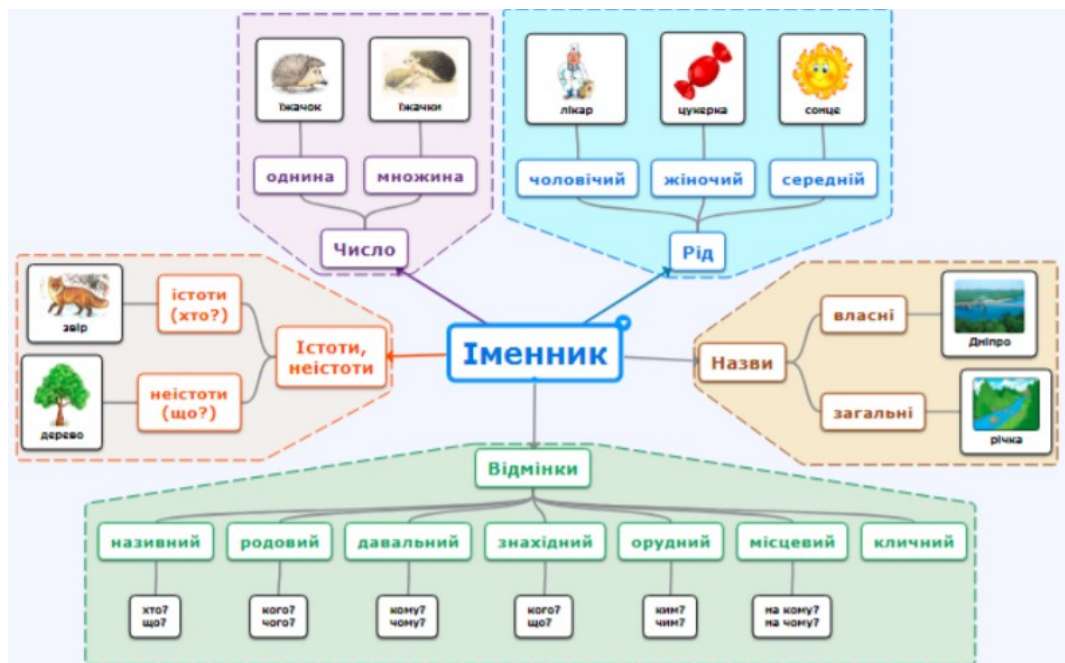 їжачок
їжачки
лікар
цукерка
сонце
однина
множина
чоловічий
жіночий
середній
Число
Рід
звір
істоти
(хто?)
Істоти,
неістоти
неістоти
(що?)
дерево
Іменник
Назви
власні
Дніпро
загальні
річка
Відмінки
називний
родовий
давальний
знахідний
орудний
місцевий
кличний
хто?
що?
кого?
чого?
кому?
чому?
кого?
що?
ким?
чим?
на кому?
на чому?